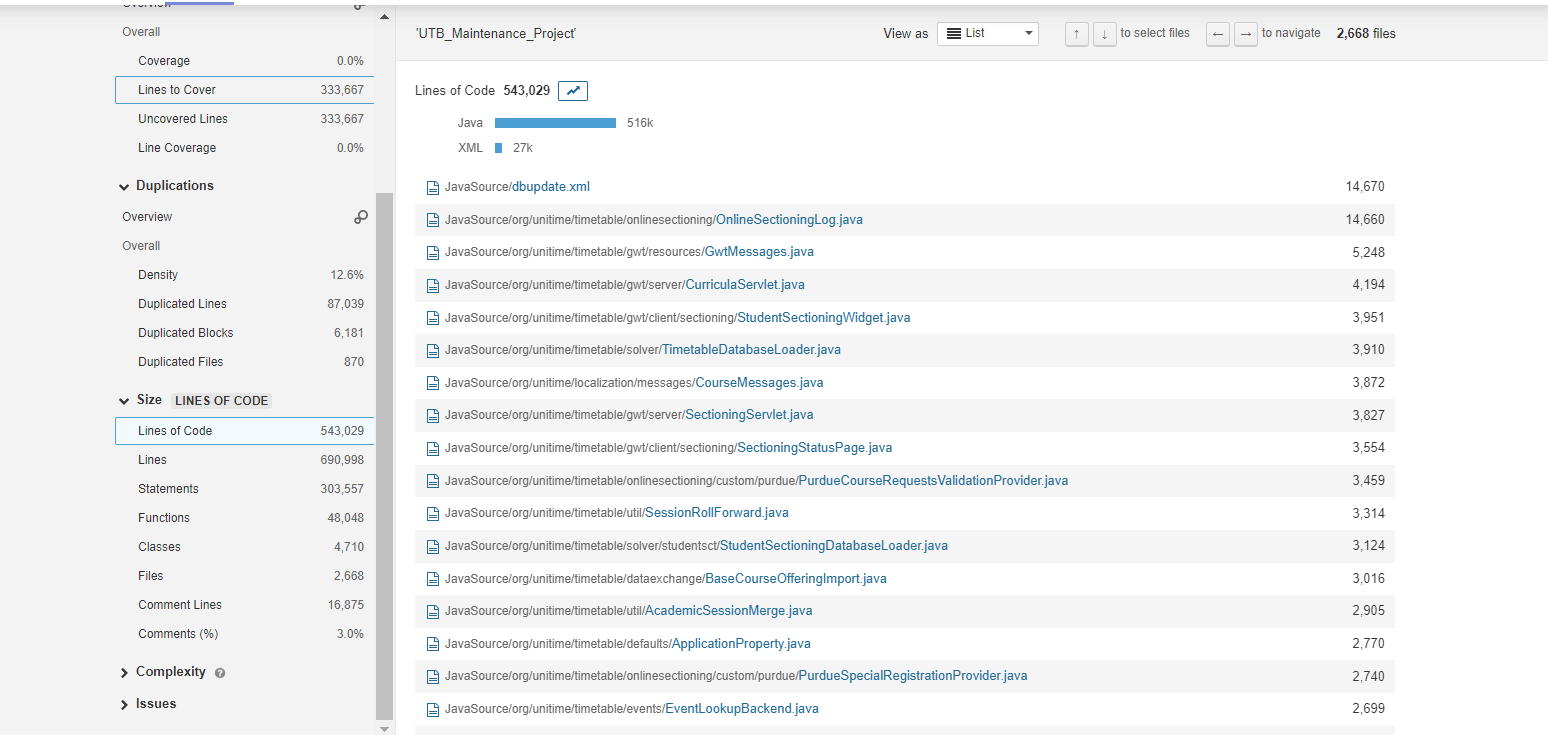 Overview
Overall
Coverage 0.0%
Lines to Cover 333,667
Uncovered Lines 333,667
Line Coverage 0.0%
Duplications
Overview
Overall
Density 12.6%
Duplicated Lines 87,039
Duplicated Blocks 6,181
Duplicated Files 870
Size LINES OF CODE
Lines of Code 543,029
Lines 690,998
Statements 303,557
Functions 48,048
Classes 4,710
Files 2,668
Comment Lines 16,875
Comments (%) 3.0%
Complexity ?
Issues
'UTB_Maintenance_Project' View as List ↑ ↓ to select files ← → to navigate 2,668 files
Lines of Code 543,029
Java 516k
XML 27k
JavaSource/dbupdate.xml 14,670
JavaSource/org/unitime/timetable/onlinesectioning/OnlineSectioningLog.java 14,660
JavaSource/org/unitime/timetable/gwt/resources/GwtMessages.java 5,248
JavaSource/org/unitime/timetable/gwt/server/CurriculaServlet.java 4,194
JavaSource/org/unitime/timetable/gwt/client/sectioning/StudentSectioningWidget.java 3,951
JavaSource/org/unitime/timetable/solver/TimetableDatabaseLoader.java 3,910
JavaSource/org/unitime/localization/messages/CourseMessages.java 3,872
JavaSource/org/unitime/timetable/gwt/server/SectioningServlet.java 3,827
JavaSource/org/unitime/timetable/gwt/client/sectioning/SectioningStatusPage.java 3,554
JavaSource/org/unitime/timetable/onlinesectioning/custom/purdue/PurdueCourseRequestsValidationProvider.java 3,459
JavaSource/org/unitime/timetable/util/SessionRollForward.java 3,314
JavaSource/org/unitime/timetable/solver/studentsct/StudentSectioningDatabaseLoader.java 3,124
JavaSource/org/unitime/timetable/dataexchange/BaseCourseOfferingImport.java 3,016
JavaSource/org/unitime/timetable/util/AcademicSessionMerge.java 2,905
JavaSource/org/unitime/timetable/defaults/ApplicationProperty.java 2,770
JavaSource/org/unitime/timetable/onlinesectioning/custom/purdue/PurdueSpecialRegistrationProvider.java 2,740
JavaSource/org/unitime/timetable/events/EventLookupBackend.java 2,699